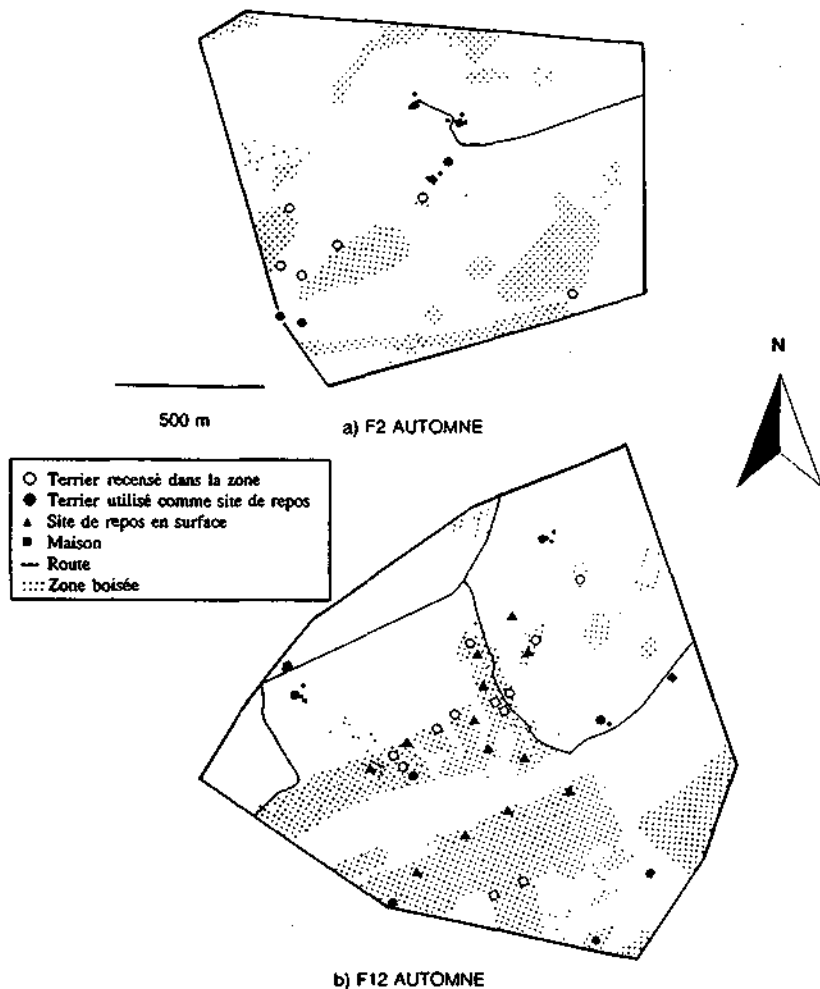 N
500 m
a) F2 AUTOMNE
Terrier recensé dans la zone
Terrier utilisé comme site de repos
Site de repos en surface
Maison
Route
Zone boisée
b) F12 AUTOMNE